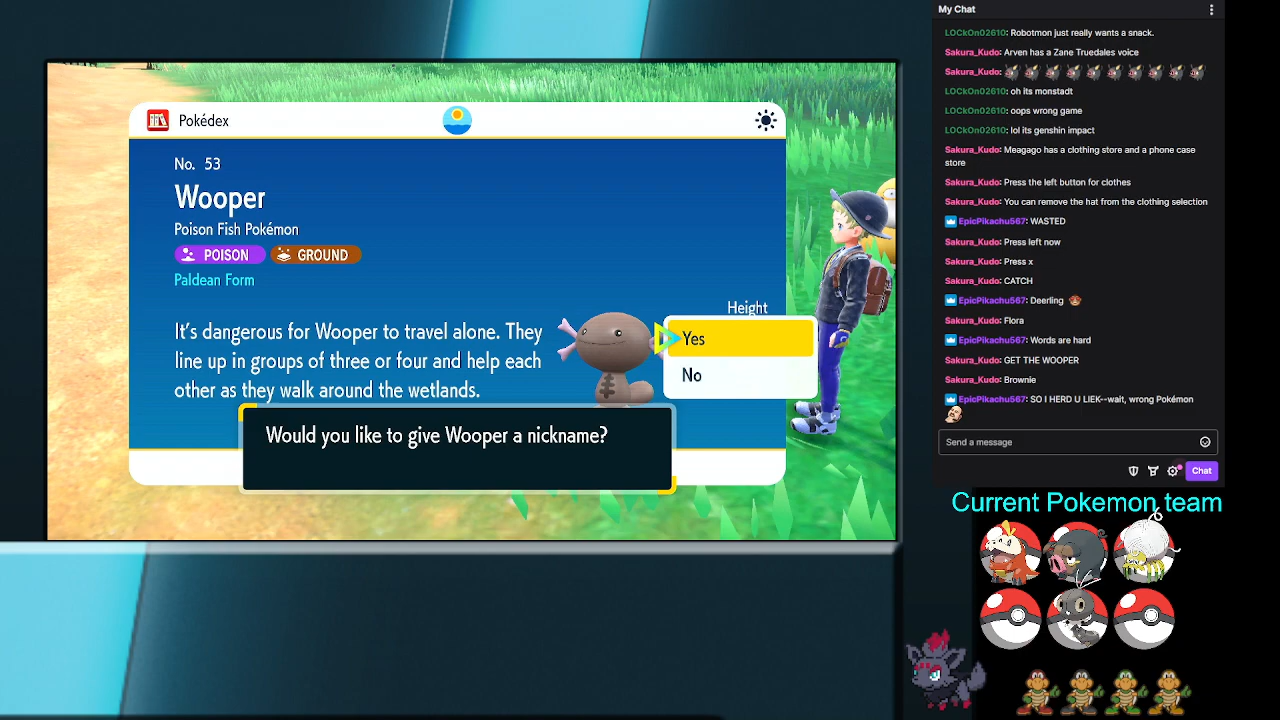 Pokédex
No. 53
Wooper
Poison Fish Pokémon
POISON GROUND
Paldean Form
Height
It's dangerous for Wooper to travel alone. They
line up in groups of three or four and help each
other as they walk around the wetlands.
Yes
No
Would you like to give Wooper a nickname?
My Chat
LOCkOn02610: Robotmon just really wants a snack.
Sakura_Kudo: Arven has a Zane Truedales voice
Sakura_Kudo:
LOCkOn02610: oh its monstadt
LOCkOn02610: oops wrong game
LOCkOn02610: lol its genshin impact
Sakura_Kudo: Meagago has a clothing store and a phone case
store
Sakura_Kudo: Press the left button for clothes
Sakura_Kudo: You can remove the hat from the clothing selection
EpicPikachu567: WASTED
Sakura_Kudo: Press left now
Sakura_Kudo: Press x
Sakura_Kudo: CATCH
EpicPikachu567: Deerling
Sakura_Kudo: Flora
EpicPikachu567: Words are hard
Sakura_Kudo: GET THE WOOPER
Sakura_Kudo: Brownie
EpicPikachu567: SO I HERD U LIEK--wait, wrong Pokémon
Send a message
Chat
Current Pokemon team